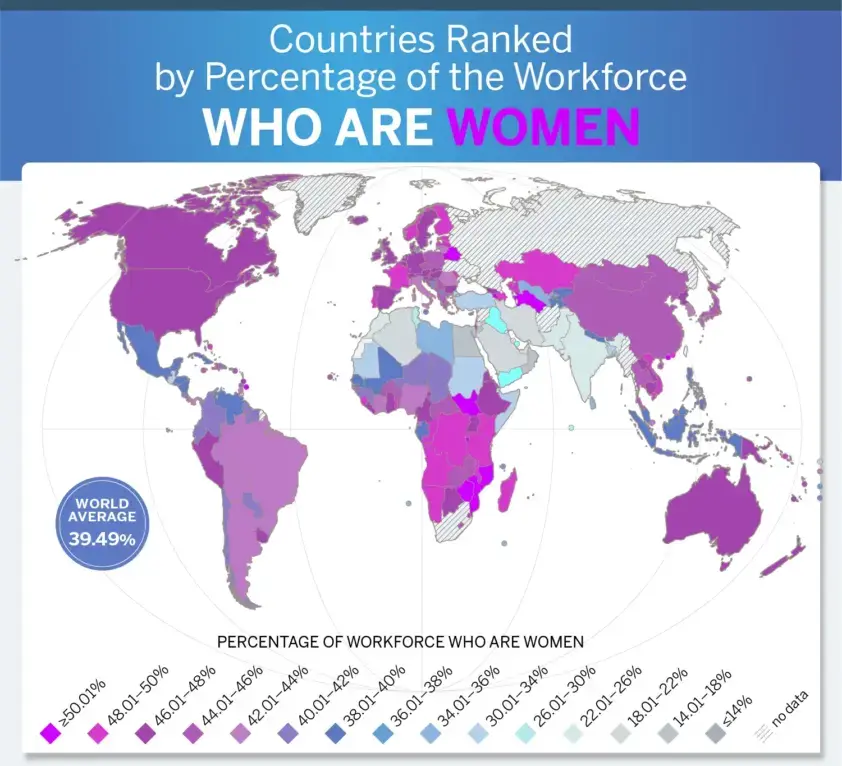 Countries Ranked
by Percentage of the Workforce
WHO ARE WOMEN
WORLD
AVERAGE
39.49%
PERCENTAGE OF WORKFORCE WHO ARE WOMEN
≥50.01%
48.01–50%
46.01–48%
44.01–46%
42.01–44%
40.01–42%
38.01–40%
36.01–38%
34.01–36%
30.01–34%
26.01–30%
22.01–26%
18.01–22%
14.01–18%
≤14%
no data